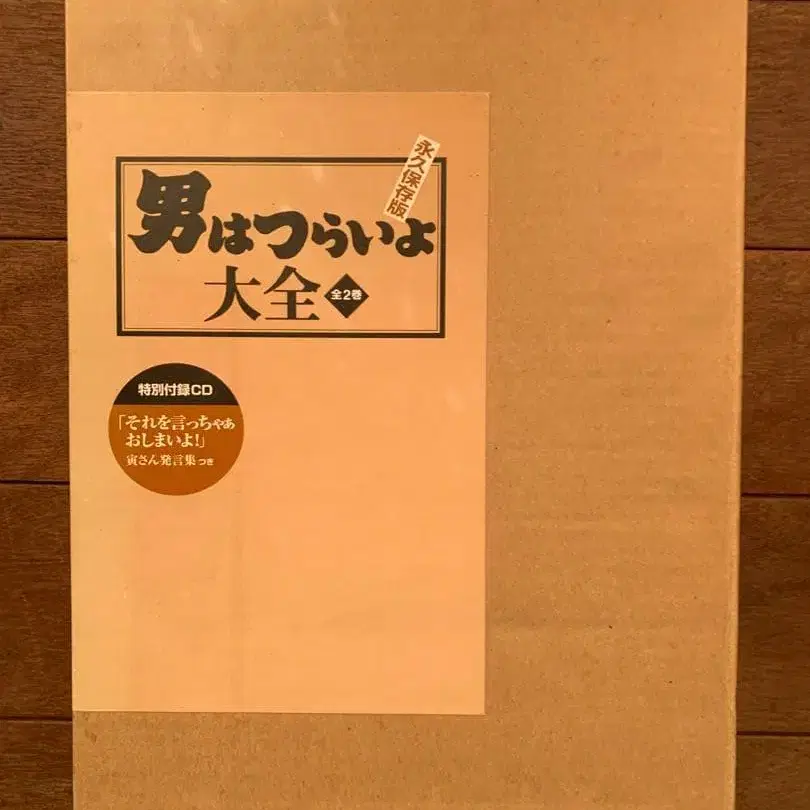 永久保存版
男はつらいよ
大全 全2巻
特別付録CD
「それを言っちゃあ
おしまいよ!」
寅さん発言集つき